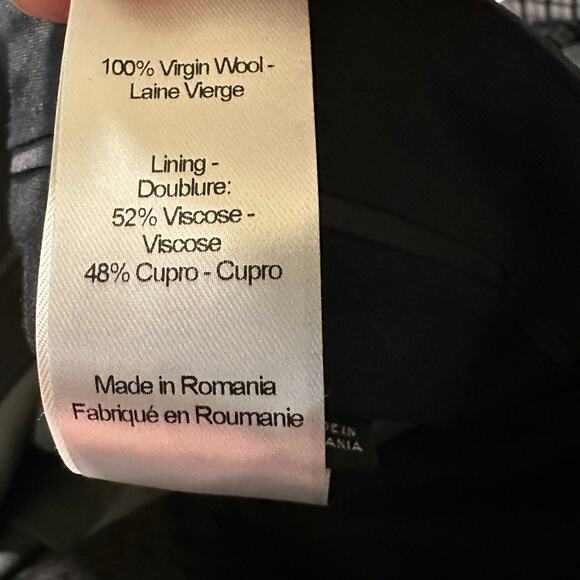 100% Virgin Wool -
Laine Vierge
Lining -
Doublure:
52% Viscose -
Viscose
48% Cupro - Cupro
Made in Romania
Fabriqué en Roumanie